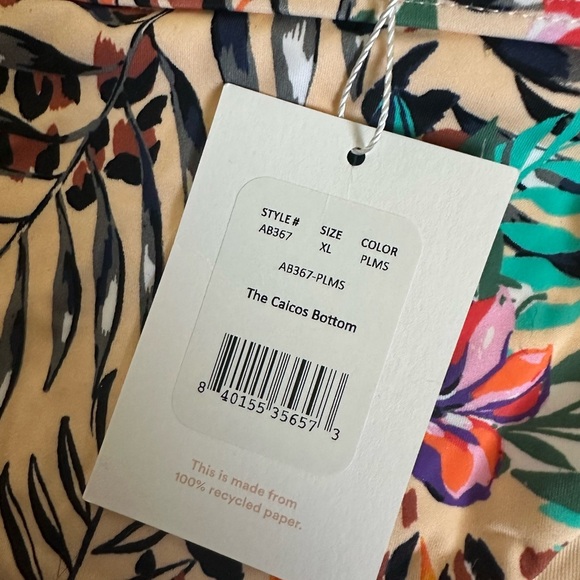 STYLE # SIZE COLOR
AB367 XL PLMS
AB367-PLMS
The Caicos Bottom
8 40155 35657 3
This is made from
100% recycled paper.